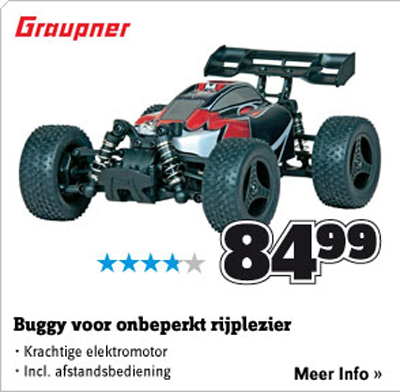 Graupner
84.99
Buggy voor onbeperkt rijplezier
· Krachtige elektromotor
· Incl. afstandsbediening
Meer Info »